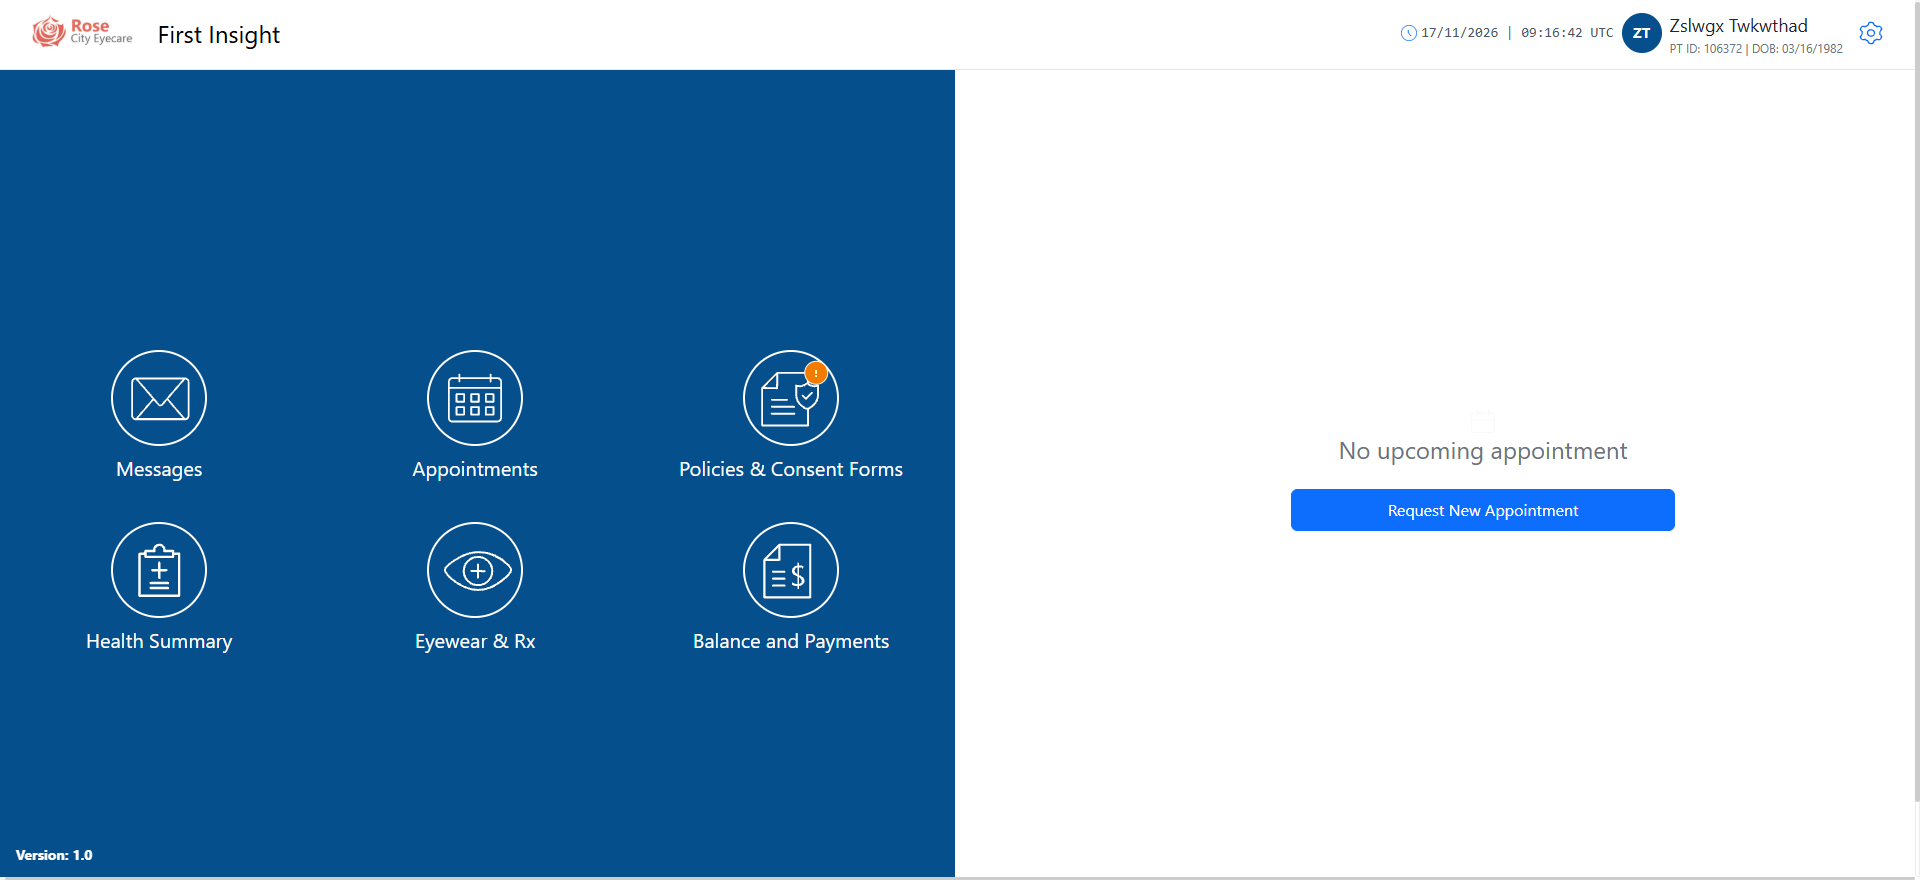 Rose
City Eyecare
First Insight
17/11/2026 | 09:16:42 UTC
ZT
Zslwgx Twkwthad
PT ID: 106372 | DOB: 03/16/1982
!
Messages
Appointments
Policies & Consent Forms
$
Health Summary
Eyewear & Rx
Balance and Payments
No upcoming appointment
Request New Appointment
Version: 1.0